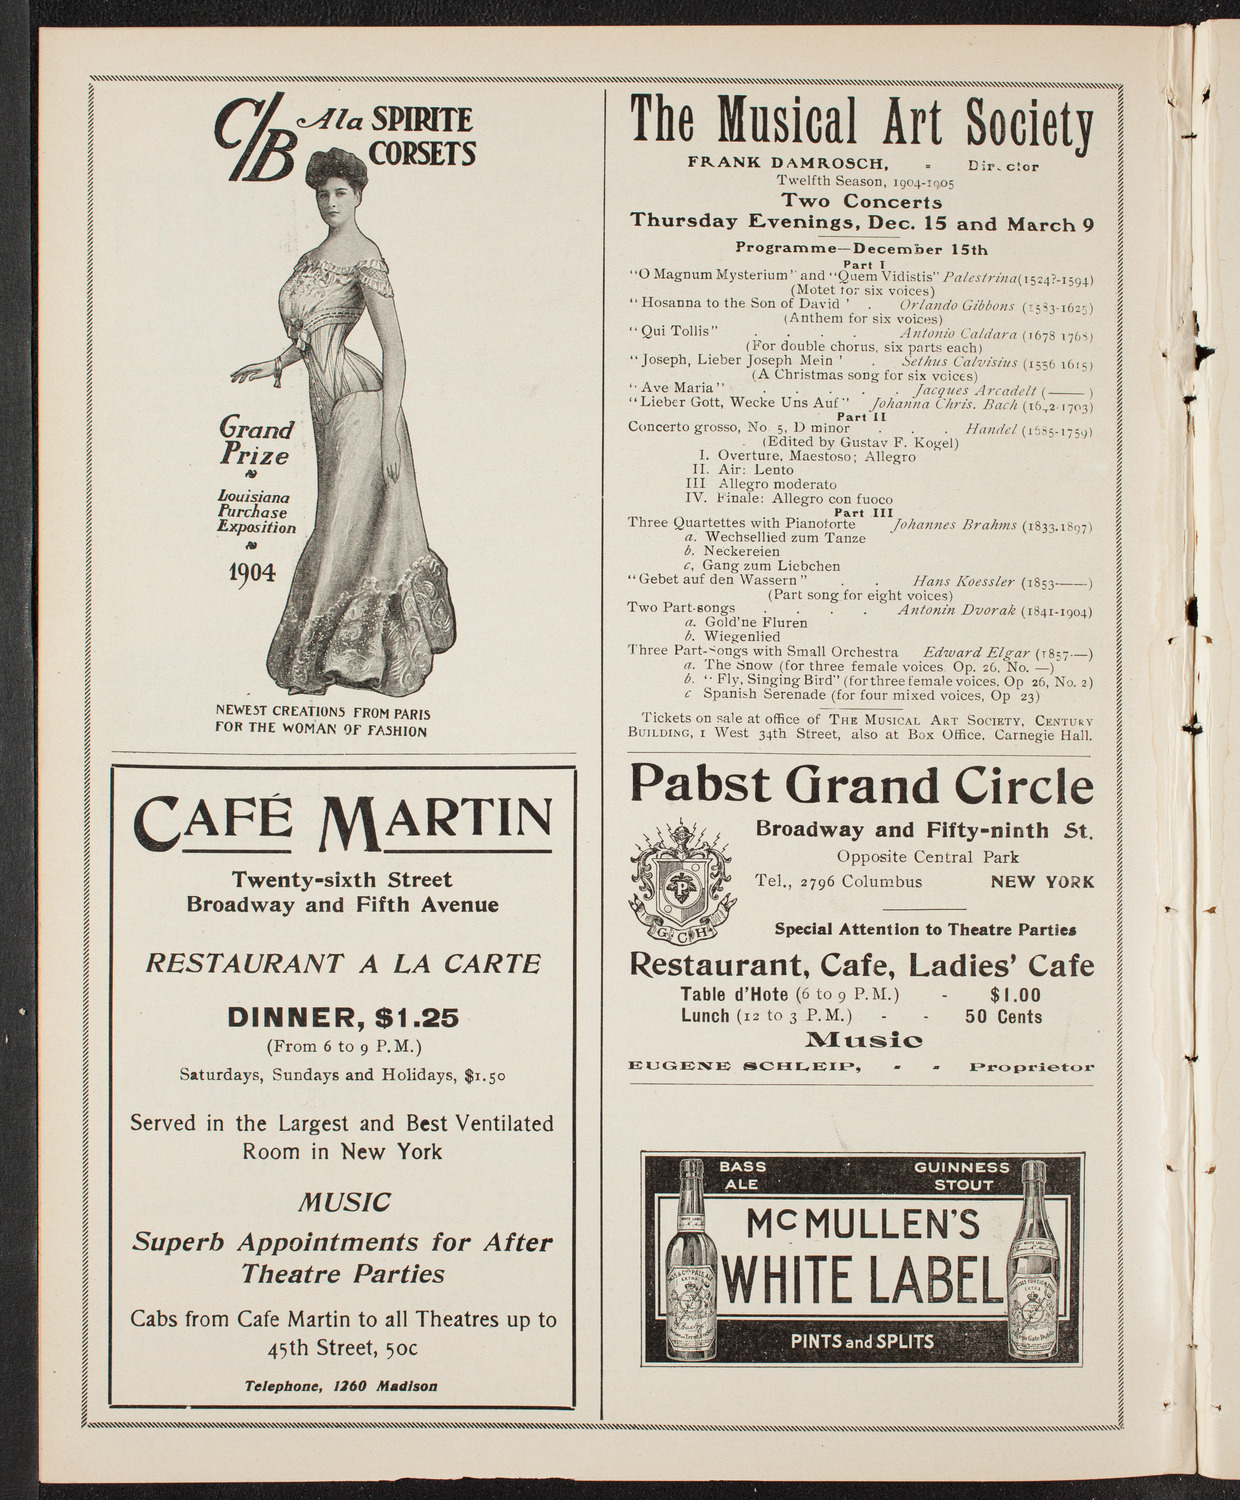 C/B Ala SPIRITE
CORSETS
Grand
Prize
Louisiana
Purchase
Exposition
1904
NEWEST CREATIONS FROM PARIS
FOR THE WOMAN OF FASHION
CAFÉ MARTIN
Twenty-sixth Street
Broadway and Fifth Avenue
RESTAURANT A LA CARTE
DINNER, $1.25
(From 6 to 9 P.M.)
Saturdays, Sundays and Holidays, $1.50
Served in the Largest and Best Ventilated
Room in New York
MUSIC
Superb Appointments for After
Theatre Parties
Cabs from Cafe Martin to all Theatres up to
45th Street, 50c
Telephone, 1260 Madison
The Musical Art Society
FRANK DAMROSCH, = Director
Twelfth Season, 1904-1905
Two Concerts
Thursday Evenings, Dec. 15 and March 9
Programme—December 15th
Part I
"O Magnum Mysterium" and "Quem Vidistis" Palestrina (1524?-1594)
(Motet for six voices)
"Hosanna to the Son of David ' . Orlando Gibbons (1583-1625)
(Anthem for six voices)
"Qui Tollis" . . . . Antonio Caldara (1678 1768)
(For double chorus, six parts each)
"Joseph, Lieber Joseph Mein ' . Sethus Calvisius (1556 1615)
(A Christmas song for six voices)
"Ave Maria" . . . . . Jacques Arcadelt (—— )
"Lieber Gott, Wecke Uns Auf" Johanna Chris. Bach
Part II
Concerto grosso, No 5, D minor . . . Handel (1685-1759)
(Edited by Gustav F. Kogel)
I. Overture, Maestoso; Allegro
II. Air: Lento
III Allegro moderato
IV. Finale: Allegro con fuoco
Part III
Three Quartettes with Pianoforte Johannes Brahms (1833.1897)
a. Wechsellied zum Tanze
b. Neckereien
c, Gang zum Liebchen
"Gebet auf den Wassern" . . Hans Koessler (1853——)
(Part song for eight voices)
Two Part-songs . . . . Antonin Dvorak (1841-1904)
a. Gold'ne Fluren
b. Wiegenlied
Three Part-Songs with Small Orchestra Edward Elgar (1857-—)
a. The Snow (for three female voices. Op. 26, No. —)
b. "Fly, Singing Bird" (for three female voices, Op 26, No. 2)
c Spanish Serenade (for four mixed voices, Op 23)
Tickets on sale at office of THE MUSICAL ART SOCIETY, CENTURY
BUILDING, 1 West 34th Street, also at Box Office, Carnegie Hall.
Pabst Grand Circle
Broadway and Fifty-ninth St.
Opposite Central Park
Tel., 2796 Columbus NEW YORK
P
G C H
Special Attention to Theatre Parties
Restaurant, Cafe, Ladies' Cafe
Table d'Hote (6 to 9 P.M.) - $1.00
Lunch (12 to 3 P.M.) - - 50 Cents
Music
EUGENE SCHLEIP, - - Proprietor
BASS GUINNESS
ALE STOUT
McMULLEN'S
WHITE LABEL
PINTS and SPLITS